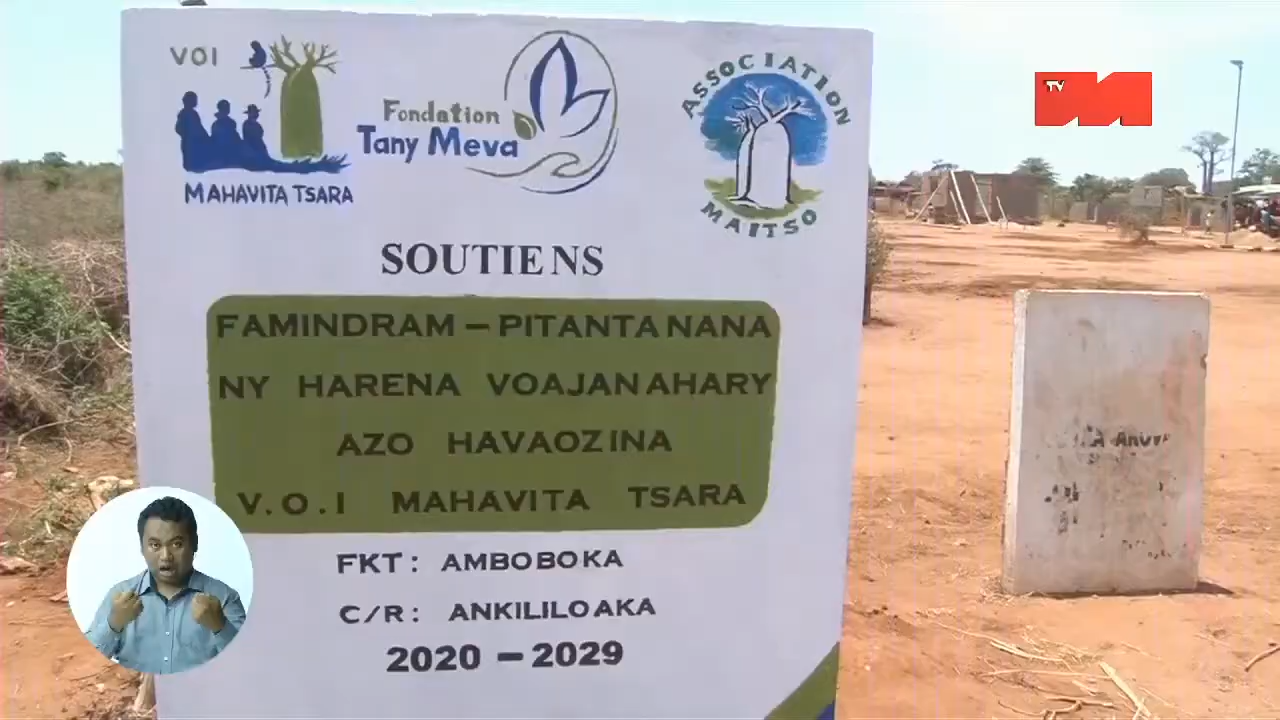 VOI
MAHAVITA TSARA
Fondation
Tany Meva
ASSOCIATION
MAITSO
SOUTIENS
FAMINDRAM – PITANTANANA
NY HARENA VOAJANAHARY
AZO HAVAOZINA
V.O.I MAHAVITA TSARA
FKT: AMBOBOKA
C/R: ANKILILOAKA
2020 – 2029
TV